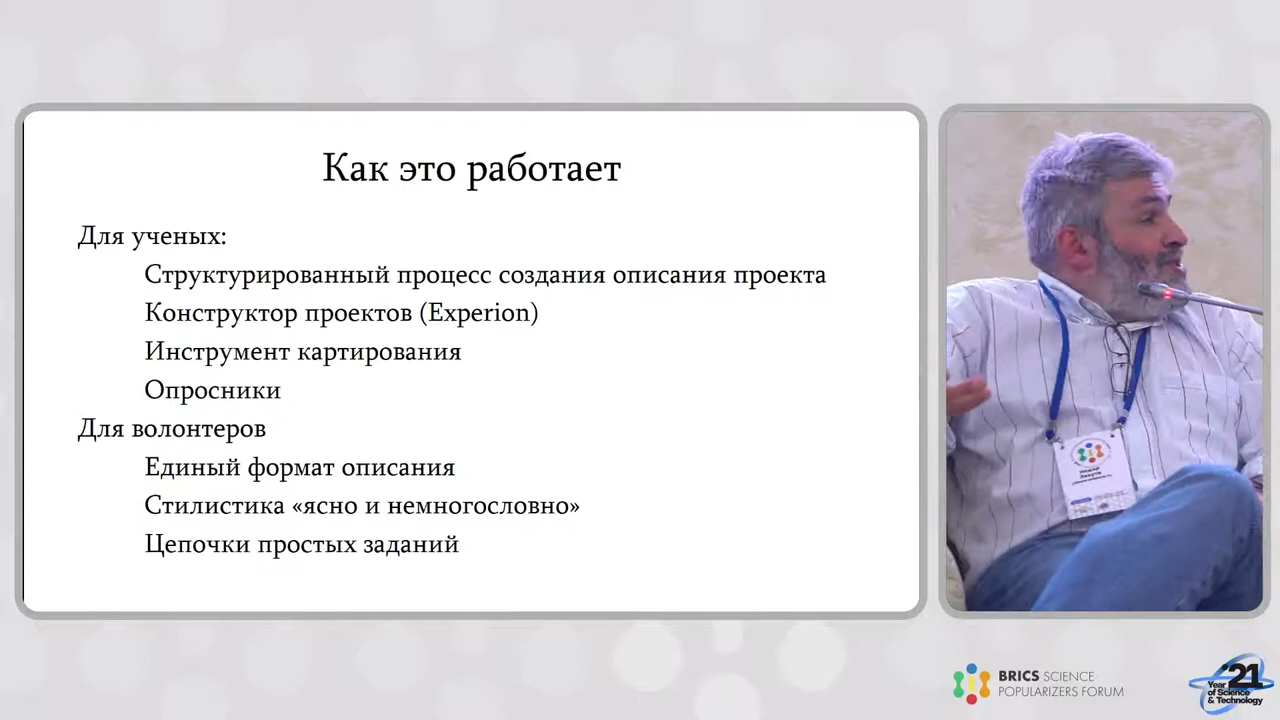 Как это работает
Для ученых:
Структурированный процесс создания описания проекта
Конструктор проектов (Experion)
Инструмент картирования
Опросники
Для волонтеров
Единый формат описания
Стилистика «ясно и немногословно»
Цепочки простых заданий
BRICS SCIENCE
POPULARIZERS FORUM
'21
Year
of Science
& Technology